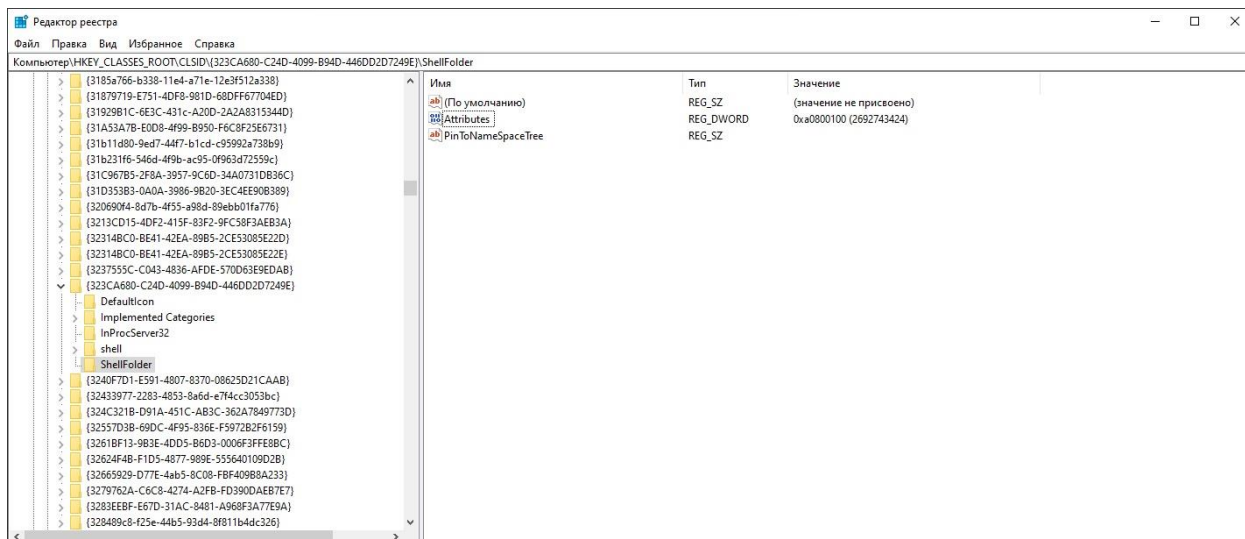 Редактор реестра
Файл Правка Вид Избранное Справка
Компьютер\HKEY_CLASSES_ROOT\CLSID\{323CA680-C24D-4099-B94D-446DD2D7249E}\ShellFolder
{3185a766-b338-11e4-a71e-12e3f512a338}
{31879719-E751-4DF8-981D-68DFF67704ED}
{31929B1C-6E3C-431c-A20D-2A2A8315344D}
{31A53A7B-E0D8-4f99-B950-F6C8F25E6731}
{31b11d80-9ed7-44f7-b1cd-c95992a738b9}
{31b231f6-546d-4f9b-ac95-0f963d72559c}
{31C967B5-2F8A-3957-9C6D-34A0731DB36C}
{31D353B3-0A0A-3986-9B20-3EC4EE90B389}
{320690f4-8d7b-4f55-a98d-89ebb01fa776}
{3213CD15-4DF2-415F-83F2-9FC58F3AEB3A}
{32314BC0-BE41-42EA-89B5-2CE53085E22D}
{32314BC0-BE41-42EA-89B5-2CE53085E22E}
{3237555C-C043-4836-AFDE-570D63E9EDAB}
{323CA680-C24D-4099-B94D-446DD2D7249E}
DefaultIcon
Implemented Categories
InProcServer32
shell
ShellFolder
{3240F7D1-E591-4807-8370-08625D21CAAB}
{32433977-2283-4853-8a6d-e7f4cc3053bc}
{324C321B-D91A-451C-AB3C-362A7849773D}
{32557D3B-69DC-4F95-836E-F5972B2F6159}
{3261BF13-9B3E-4DD5-B6D3-0006F3FFE8BC}
{32624F4B-F1D5-4877-989E-555640109D2B}
{32665929-D77E-4ab5-8C08-FBF409B8A233}
{3279762A-C6C8-4274-A2FB-FD390DAEB7E7}
{3283EEBF-E67D-31AC-8481-A968F3A77E9A}
{328489c8-f25e-44b5-93d4-8f811b4dc326}
Имя Тип Значение
(По умолчанию) REG_SZ (значение не присвоено)
Attributes REG_DWORD 0xa0800100 (2692743424)
PinToNameSpaceTree REG_SZ